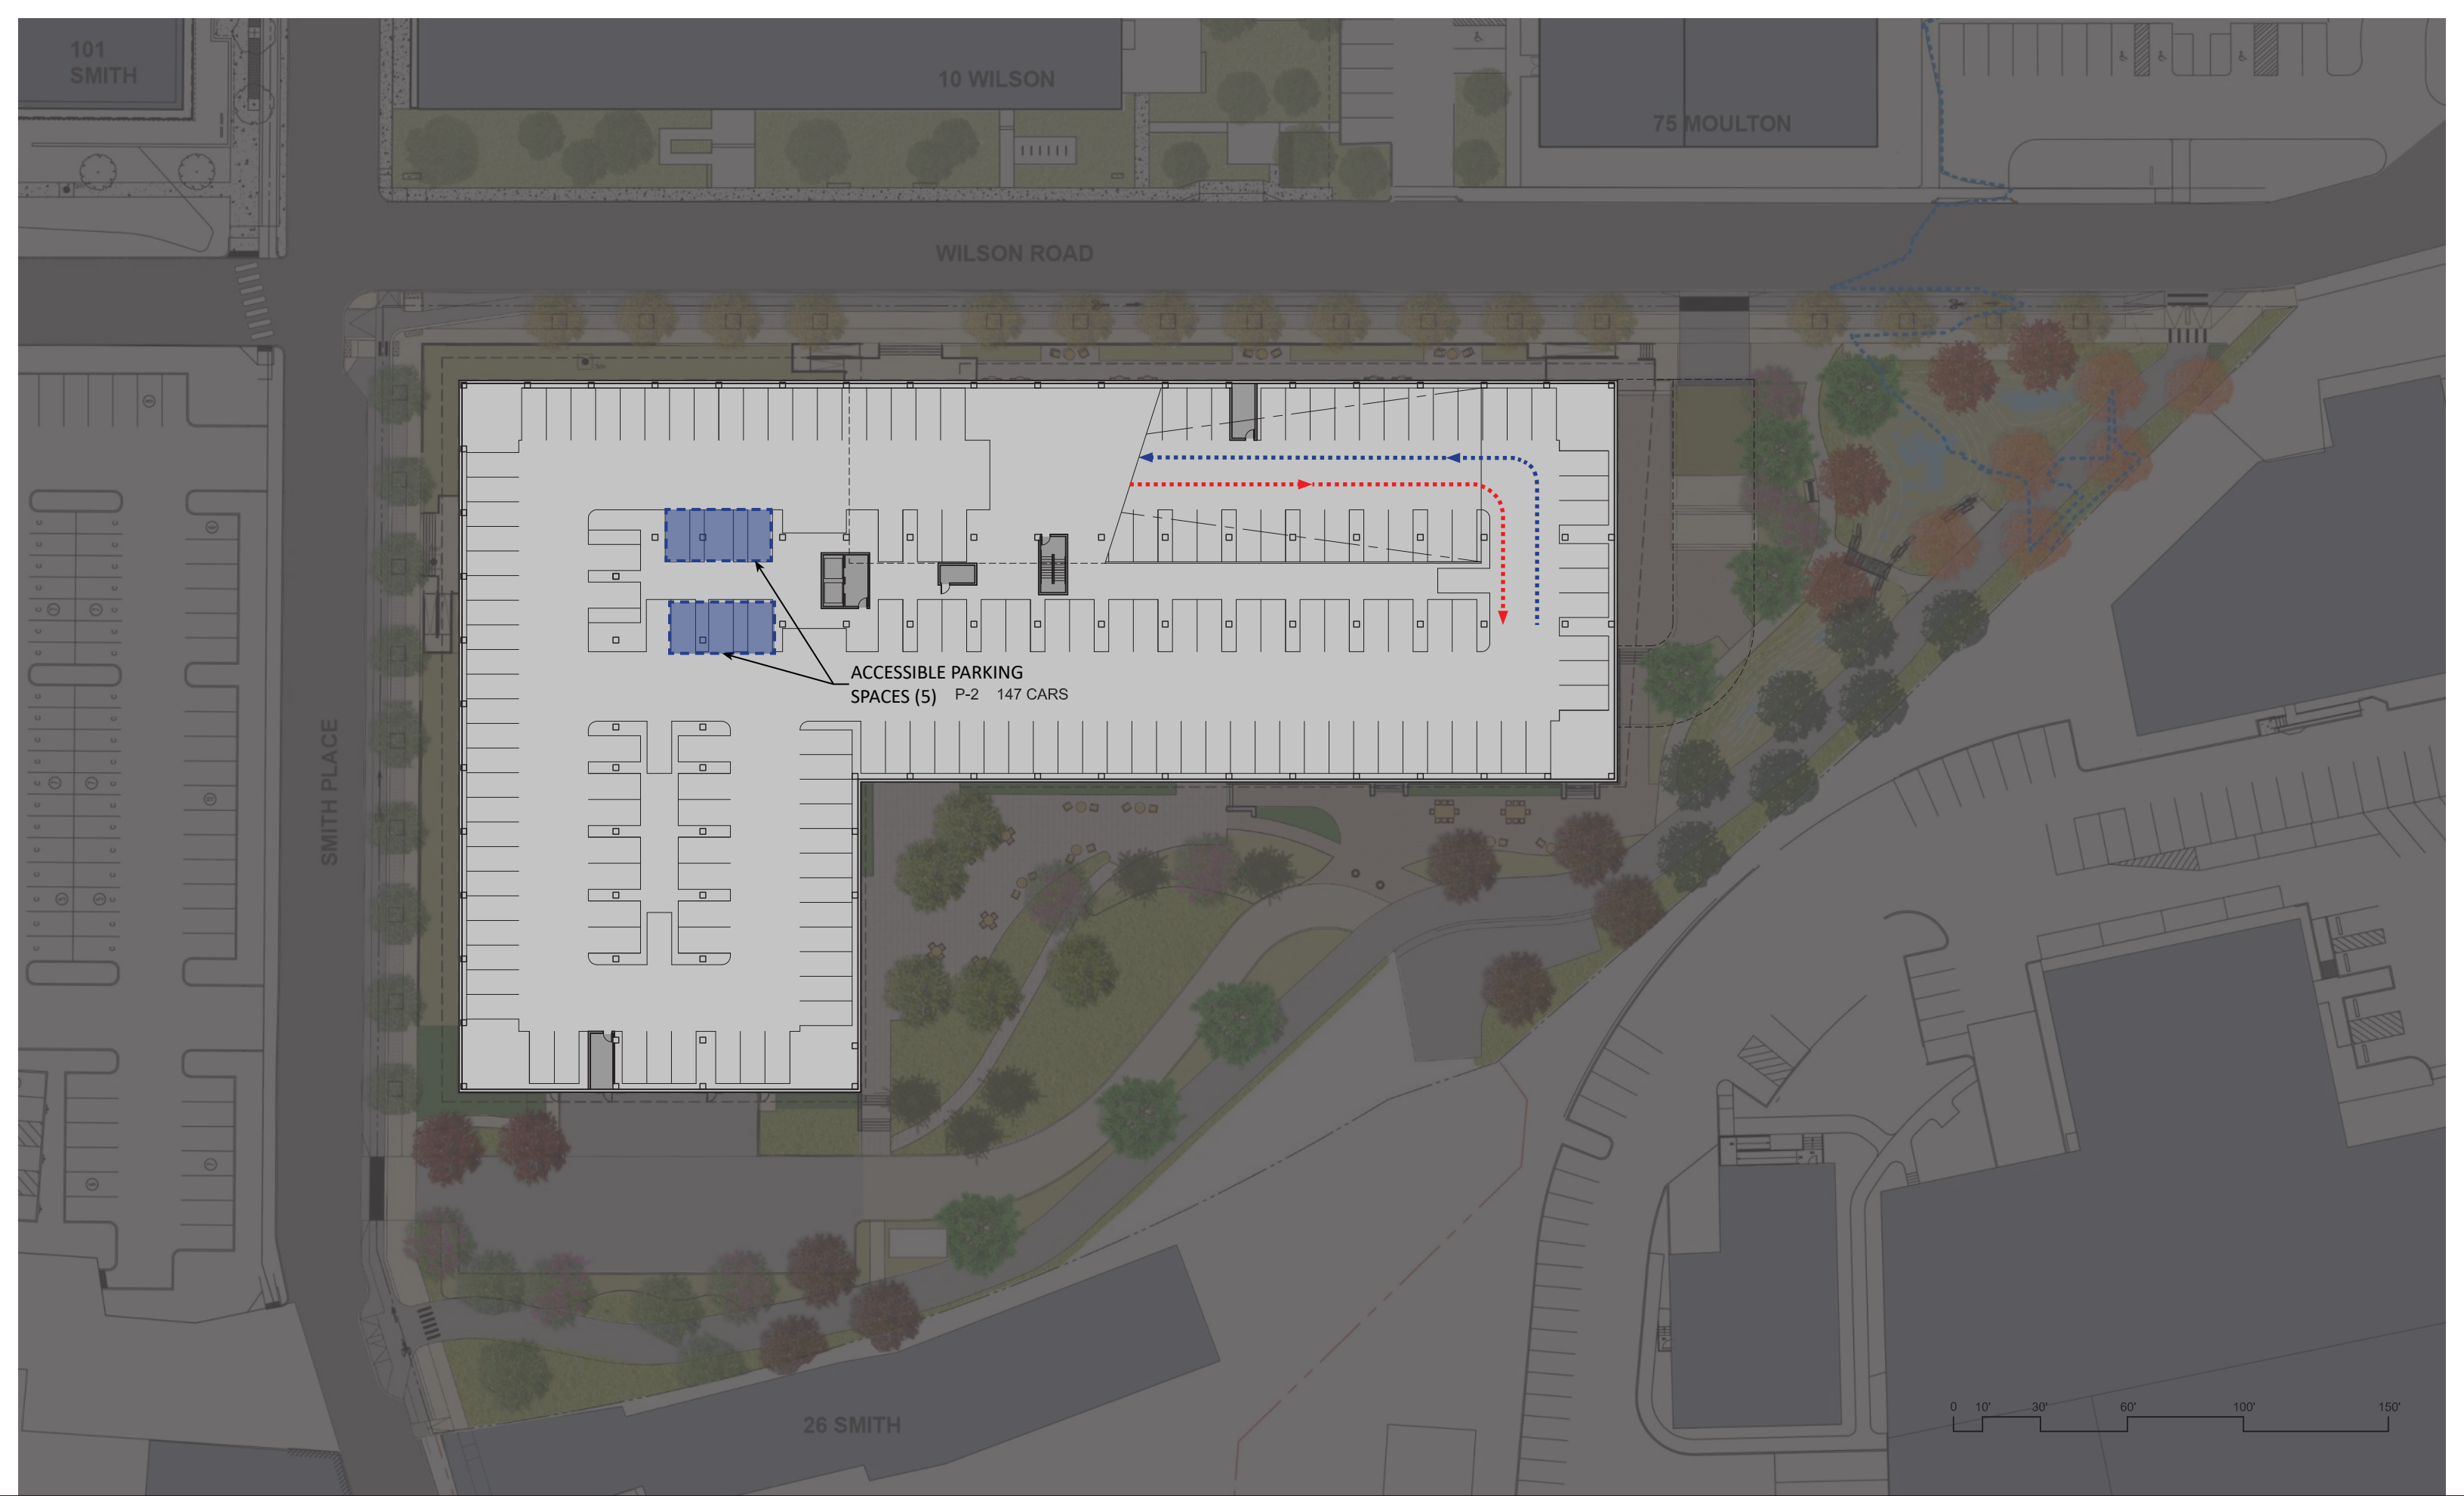 101
SMITH
10 WILSON
75 MOULTON
WILSON ROAD
SMITH PLACE
ACCESSIBLE PARKING
SPACES (5)
P-2 147 CARS
26 SMITH
0 10' 30' 60' 100' 150'